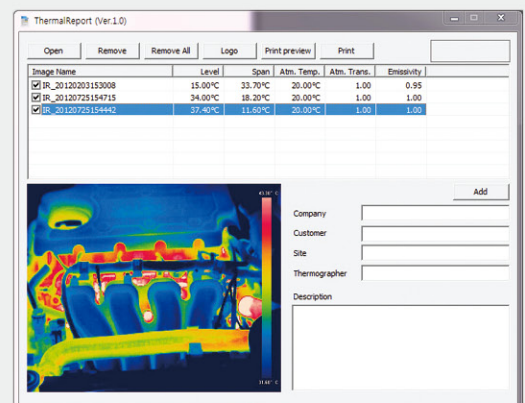 ThermalReport (Ver.1.0)
Open Remove Remove All Logo Print preview Print
Image Name Level Span Atm. Temp. Atm. Trans. Emissivity
IR_20120203153008 15.00°C 33.70°C 20.00°C 1.00 0.95
IR_20120725154715 34.00°C 18.20°C 20.00°C 1.00 1.00
IR_20120725154442 37.40°C 11.60°C 20.00°C 1.00 1.00
Add
Company
Customer
Site
Thermographer
Description